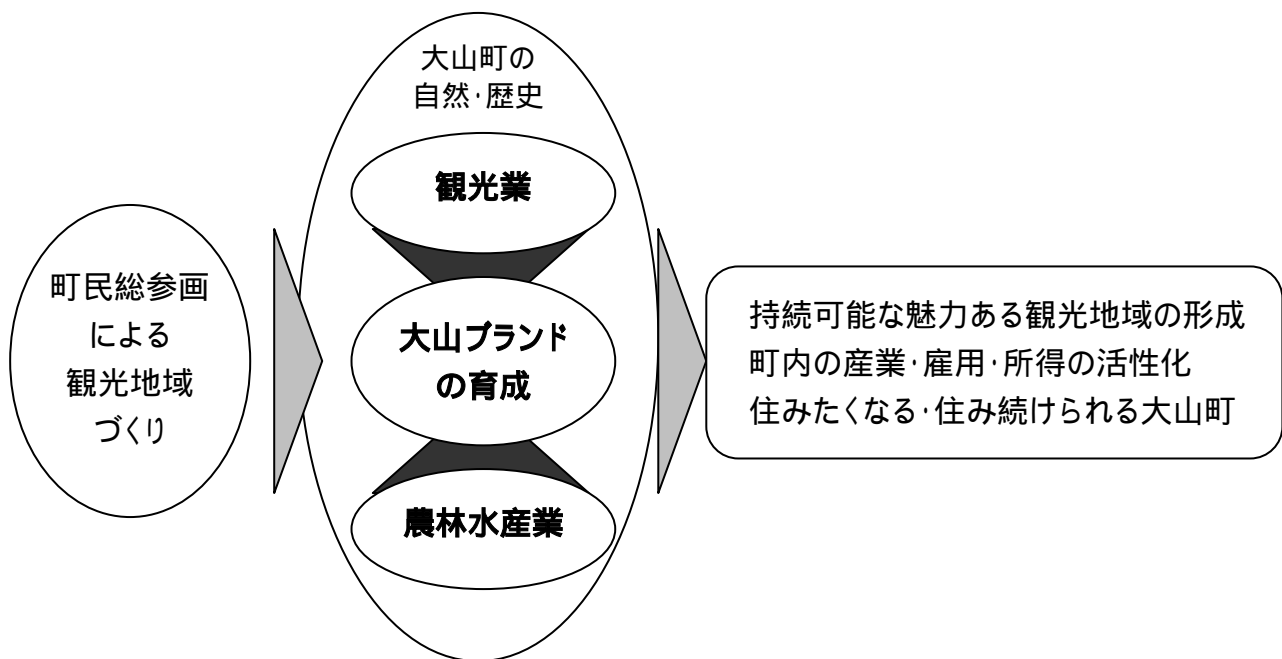 町民総参画
による
観光地域
づくり
大山町の
自然・歴史
観光業
大山ブランド
の育成
農林水産業
持続可能な魅力ある観光地域の形成
町内の産業・雇用・所得の活性化
住みたくなる・住み続けられる大山町